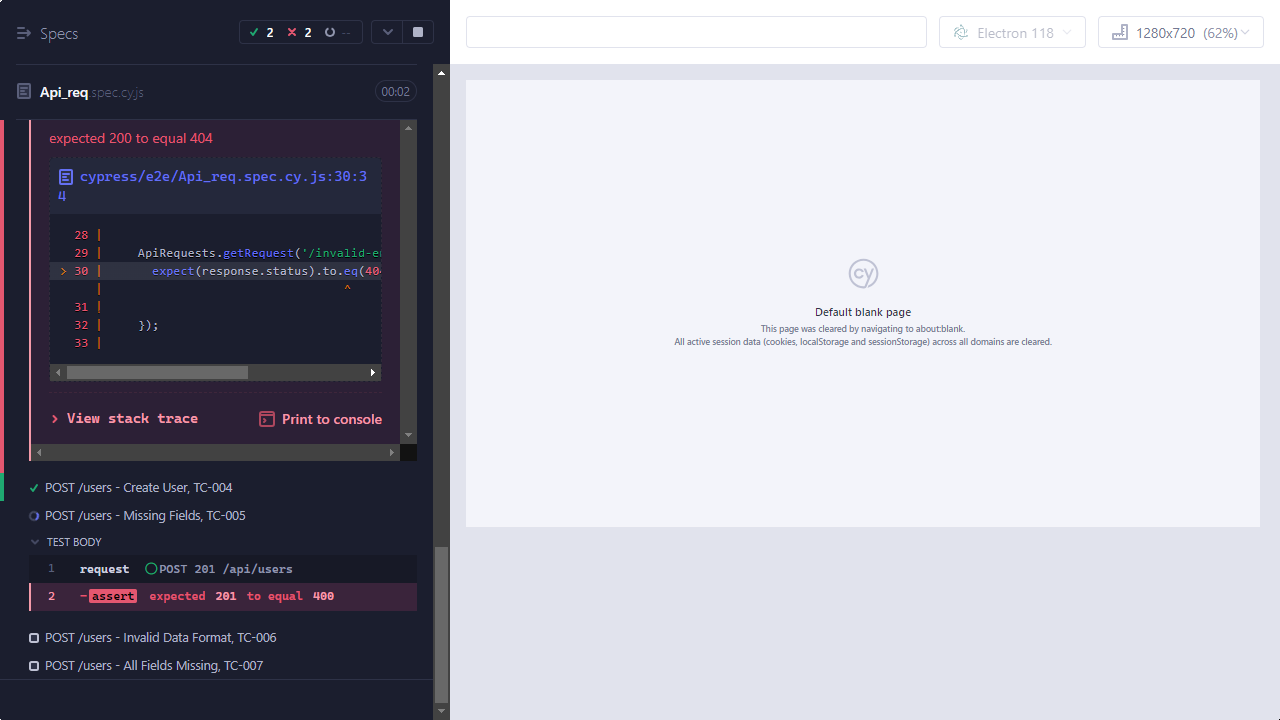 Specs
2 2 --
Electron 118
1280x720 (62%)
Api_req.spec.cy.js
00:02
expected 200 to equal 404
cypress/e2e/Api_req.spec.cy.js:30:3
4
28 |
29 | ApiRequests.getRequest('/invalid-en
> 30 | expect(response.status).to.eq(404
| ^
31 |
32 | });
33 |
View stack trace
Print to console
POST /users - Create User, TC-004
POST /users - Missing Fields, TC-005
TEST BODY
1 request POST 201 /api/users
2 -assert expected 201 to equal 400
POST /users - Invalid Data Format, TC-006
POST /users - All Fields Missing, TC-007
cy
Default blank page
This page was cleared by navigating to about:blank.
All active session data (cookies, localStorage and sessionStorage) across all domains are cleared.